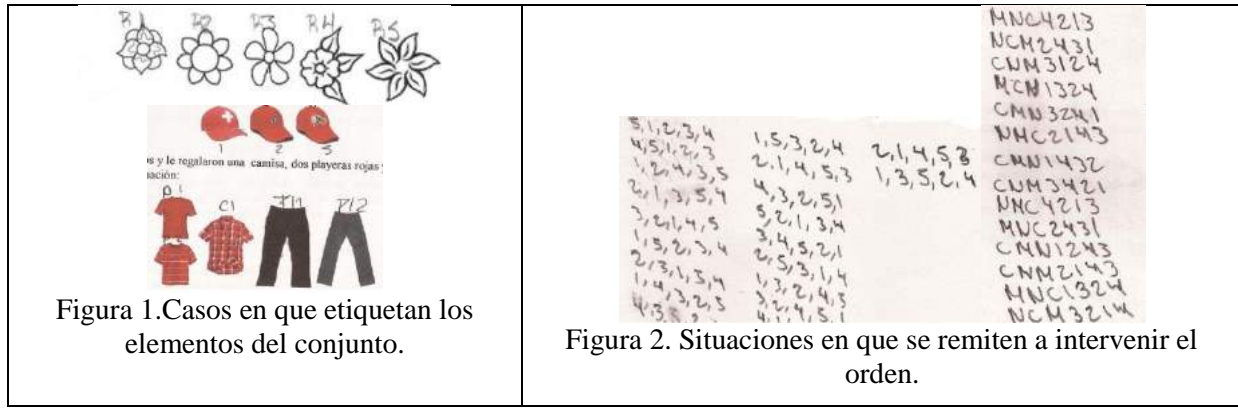 R1 R2 R3 R4 R5
1 2
y le regalaron una camisa, dos playeras rojas y
C1
Figura 1.Casos en que etiquetan los
elementos del conjunto.
5,1,2,3,4
4,5,1,2,3
1,2,4,3,5
2,1,3,5,4
3,2,1,4,5
1,5,2,3,4
2,3,1,5,4
1,4,3,2,5
1,5,3,2,4
2,1,4,5,3
4,3,2,5,1
5,2,1,3,4
3,4,5,2,1
2,5,3,1,4
1,3,2,4,5
3,2,4,5,1
2,1,4,5,3
1,3,5,2,4
MNC4213
NCM2431
CNM3124
MCN1324
CMN3241
NMC2143
CMN1432
CNM3421
NMC4213
MNC2431
CMN1243
CNM2143
MNC1324
NCM3214
Figura 2. Situaciones en que se remiten a intervenir el
orden.